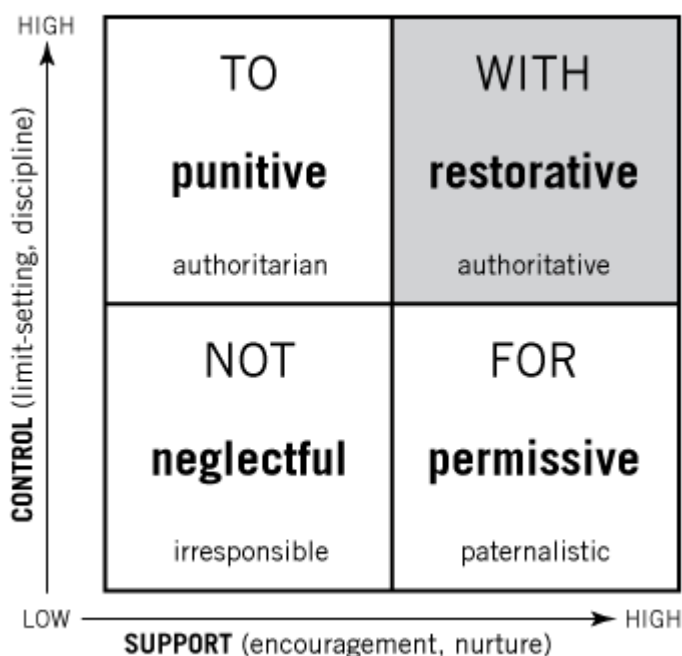 HIGH
TO
WITH
punitive
restorative
authoritarian
authoritative
NOT
FOR
neglectful
permissive
irresponsible
paternalistic
CONTROL (limit-setting, discipline)
LOW
HIGH
SUPPORT (encouragement, nurture)